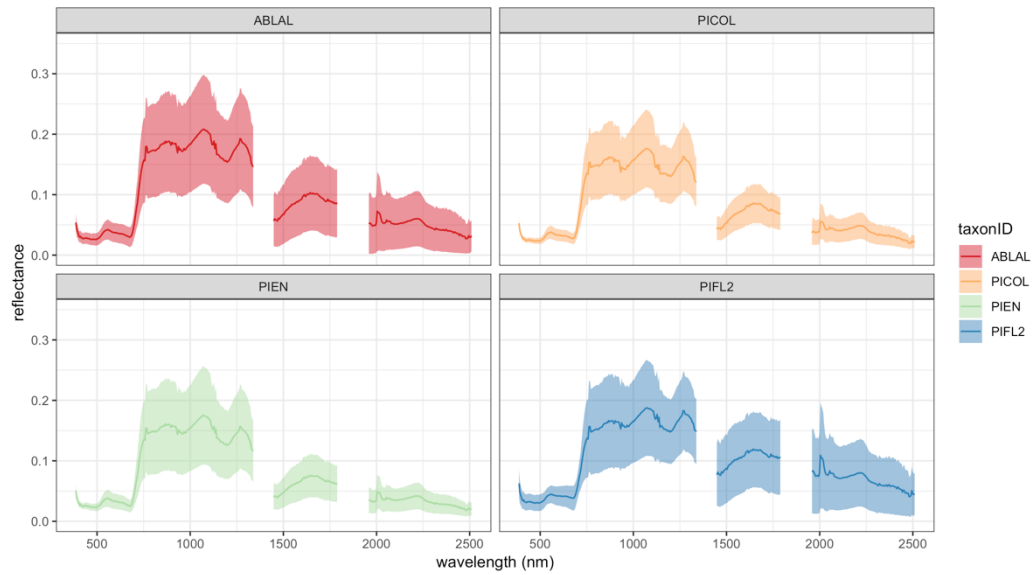 ABLAL
PICOL
0.3
0.2
0.1
0.0
PIEN
PIFL2
0.3
0.2
0.1
0.0
500 1000 1500 2000 2500
500 1000 1500 2000 2500
wavelength (nm)
reflectance
taxonID
ABLAL
PICOL
PIEN
PIFL2